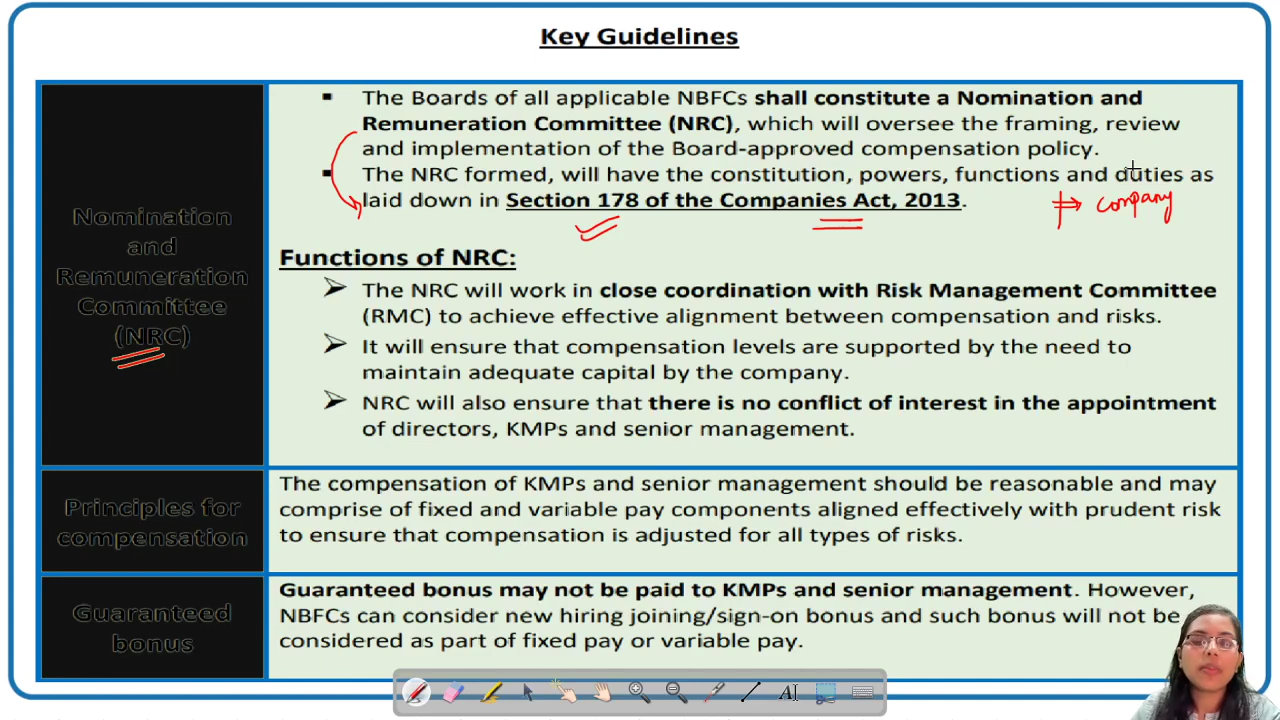 Key Guidelines
Nomination
and
Remuneration
Committee
(NRC)
▪ The Boards of all applicable NBFCs shall constitute a Nomination and
Remuneration Committee (NRC), which will oversee the framing, review
and implementation of the Board-approved compensation policy.
▪ The NRC formed, will have the constitution, powers, functions and duties as
laid down in Section 178 of the Companies Act, 2013.
company
Functions of NRC:
➢ The NRC will work in close coordination with Risk Management Committee
(RMC) to achieve effective alignment between compensation and risks.
➢ It will ensure that compensation levels are supported by the need to
maintain adequate capital by the company.
➢ NRC will also ensure that there is no conflict of interest in the appointment
of directors, KMPs and senior management.
Principles for
compensation
The compensation of KMPs and senior management should be reasonable and may
comprise of fixed and variable pay components aligned effectively with prudent risk
to ensure that compensation is adjusted for all types of risks.
Guaranteed
bonus
Guaranteed bonus may not be paid to KMPs and senior management. However,
NBFCs can consider new hiring joining/sign-on bonus and such bonus will not be
considered as part of fixed pay or variable pay.